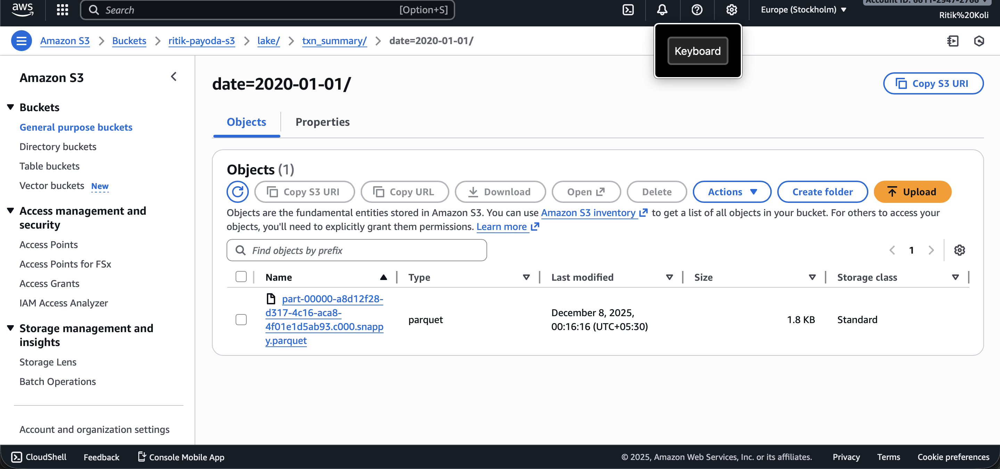 aws
Search [Option+S]
Europe (Stockholm)
Account ID: 6611-2947-2766
Ritik%20Koli
Keyboard
Amazon S3 > Buckets > ritik-payoda-s3 > lake/ > txn_summary/ > date=2020-01-01/
Amazon S3
Buckets
General purpose buckets
Directory buckets
Table buckets
Vector buckets New
Access management and
security
Access Points
Access Points for FSx
Access Grants
IAM Access Analyzer
Storage management and
insights
Storage Lens
Batch Operations
Account and organization settings
date=2020-01-01/
Copy S3 URI
Objects Properties
Objects (1)
Copy S3 URI Copy URL Download Open Delete Actions Create folder Upload
Objects are the fundamental entities stored in Amazon S3. You can use Amazon S3 inventory to get a list of all objects in your bucket. For others to access your
objects, you'll need to explicitly grant them permissions. Learn more
Find objects by prefix
1
Name Type Last modified Size Storage class
part-00000-a8d12f28-
d317-4c16-aca8-
4f01e1d5ab93.c000.snapp
y.parquet
parquet
December 8, 2025,
00:16:16 (UTC+05:30)
1.8 KB
Standard
CloudShell Feedback Console Mobile App
© 2025, Amazon Web Services, Inc. or its affiliates. Privacy Terms Cookie preferences